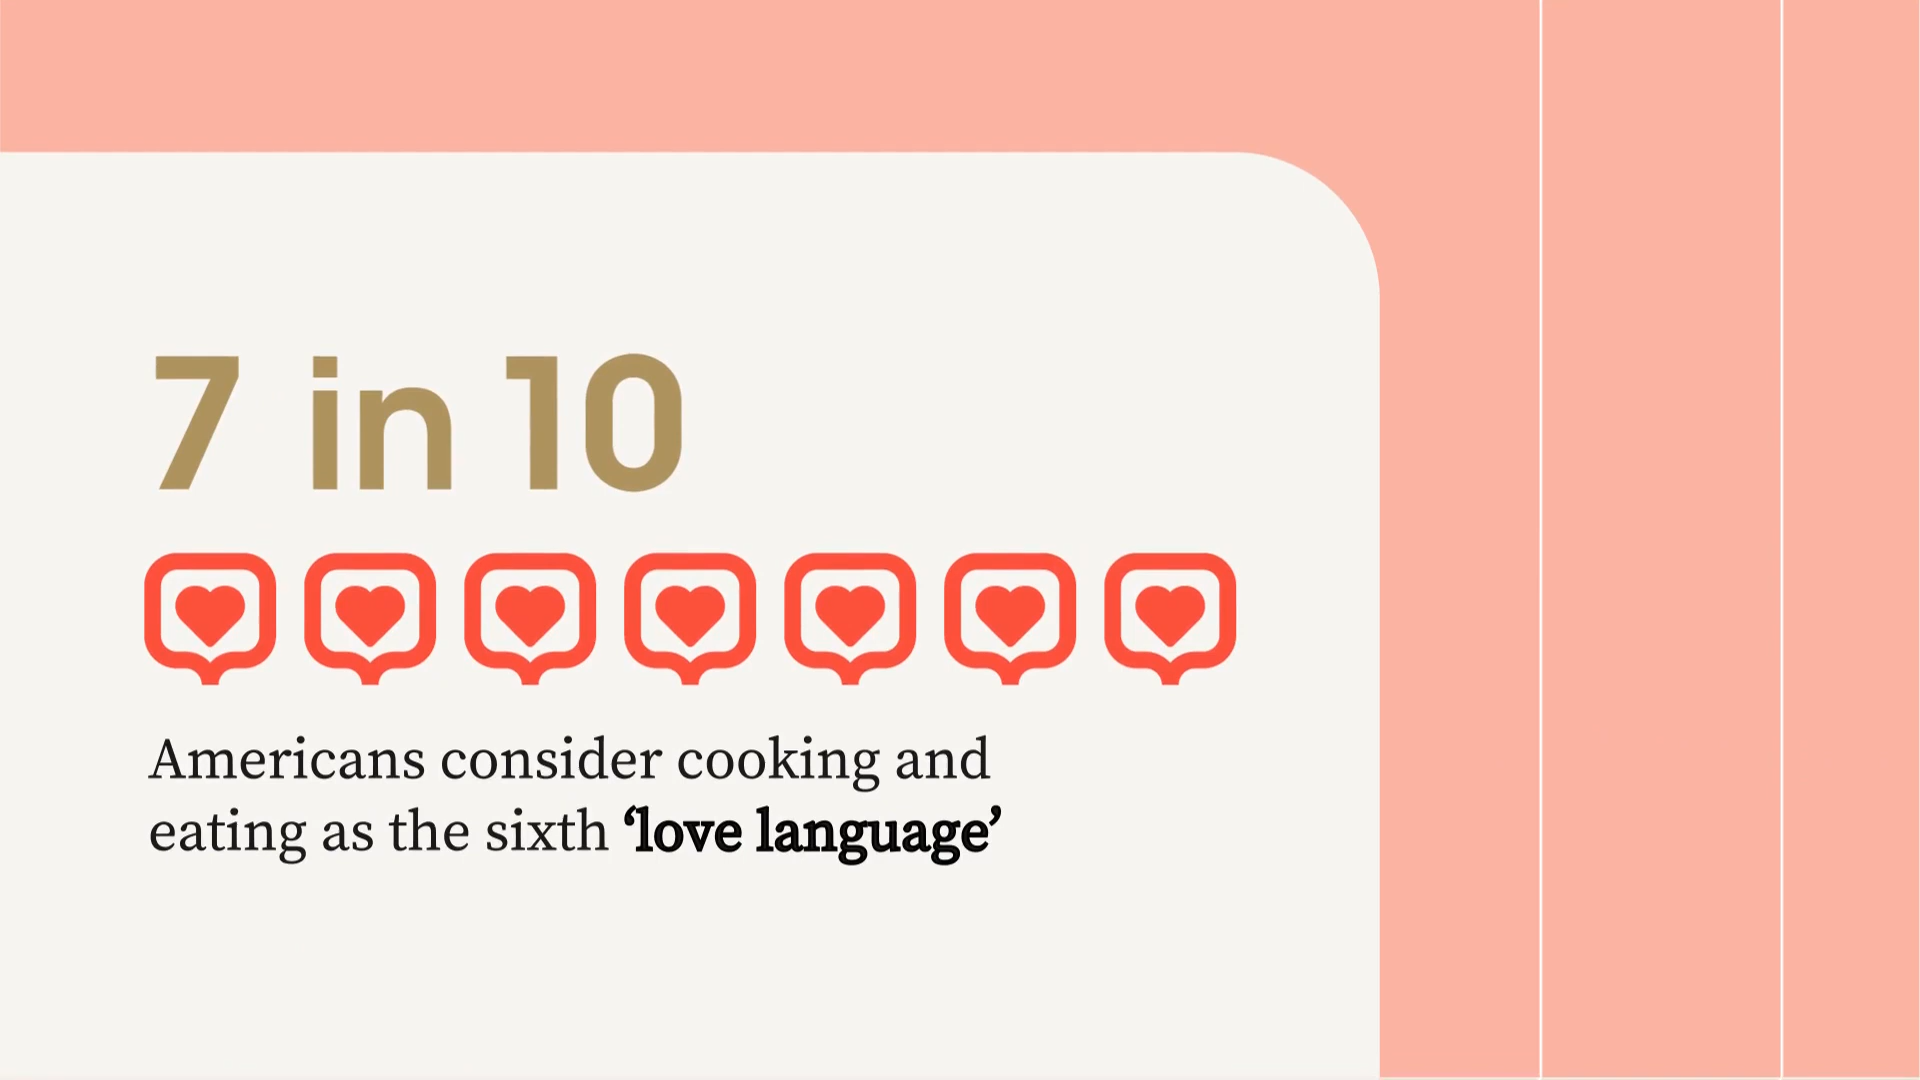 7 in 10
Americans consider cooking and
eating as the sixth ‘love language’